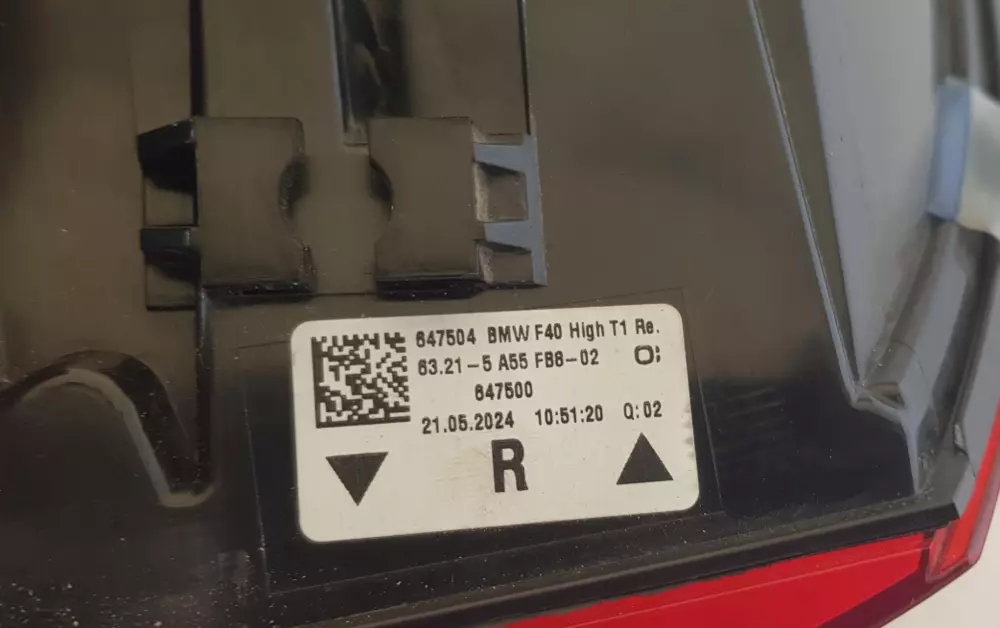 647504 BMW F40 High T1 Re.
63.21-5 A55 FB8-02 O:
647500
21.05.2024 10:51:20 Q:02
R